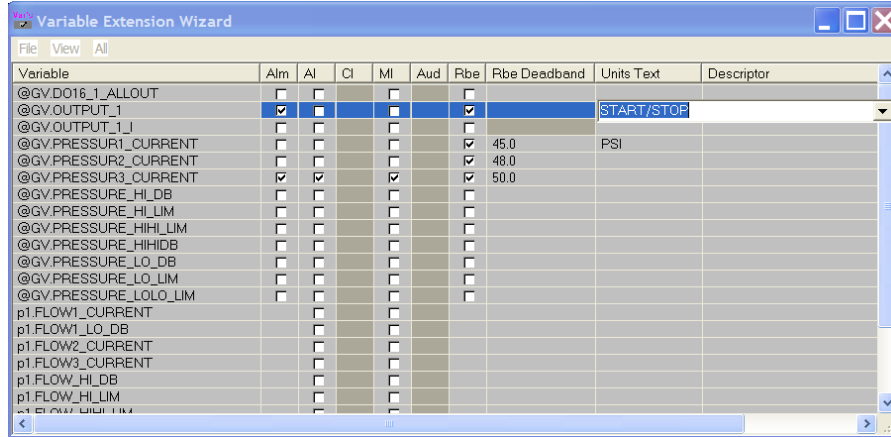 Variable Extension Wizard
File View All
Variable Alm AI CI MI Aud Rbe Rbe Deadband Units Text Descriptor
@GV.DO16_1_ALLOUT
@GV.OUTPUT_1 START/STOP
@GV.OUTPUT_1_I
@GV.PRESSUR1_CURRENT 45.0 PSI
@GV.PRESSUR2_CURRENT 48.0
@GV.PRESSUR3_CURRENT 50.0
@GV.PRESSURE_HI_DB
@GV.PRESSURE_HI_LIM
@GV.PRESSURE_HIHI_LIM
@GV.PRESSURE_HIHIDB
@GV.PRESSURE_LO_DB
@GV.PRESSURE_LO_LIM
@GV.PRESSURE_LOLO_LIM
p1.FLOW1_CURRENT
p1.FLOW1_LO_DB
p1.FLOW2_CURRENT
p1.FLOW3_CURRENT
p1.FLOW_HI_DB
p1.FLOW_HI_LIM
p1.FLOW_HIHI_LIM